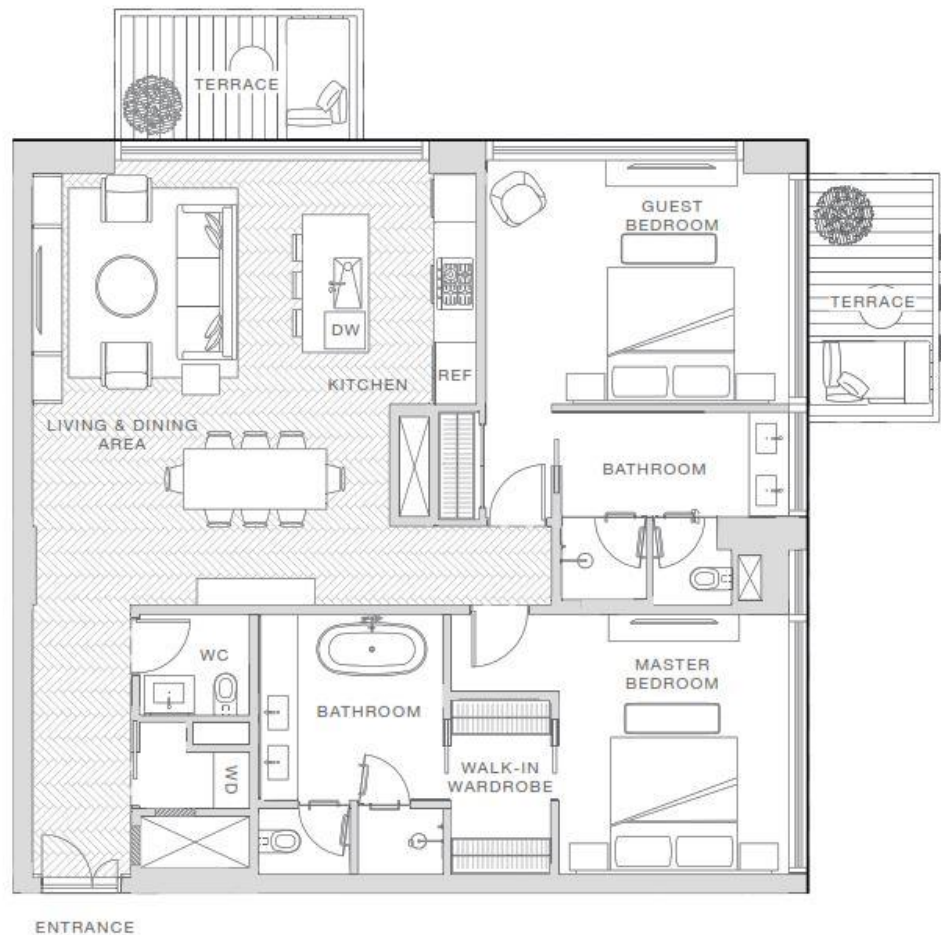 TERRACE
GUEST
BEDROOM
TERRACE
DW
KITCHEN
REF
LIVING & DINING
AREA
BATHROOM
WC
MASTER
BEDROOM
BATHROOM
WALK-IN
WARDROBE
WD
ENTRANCE